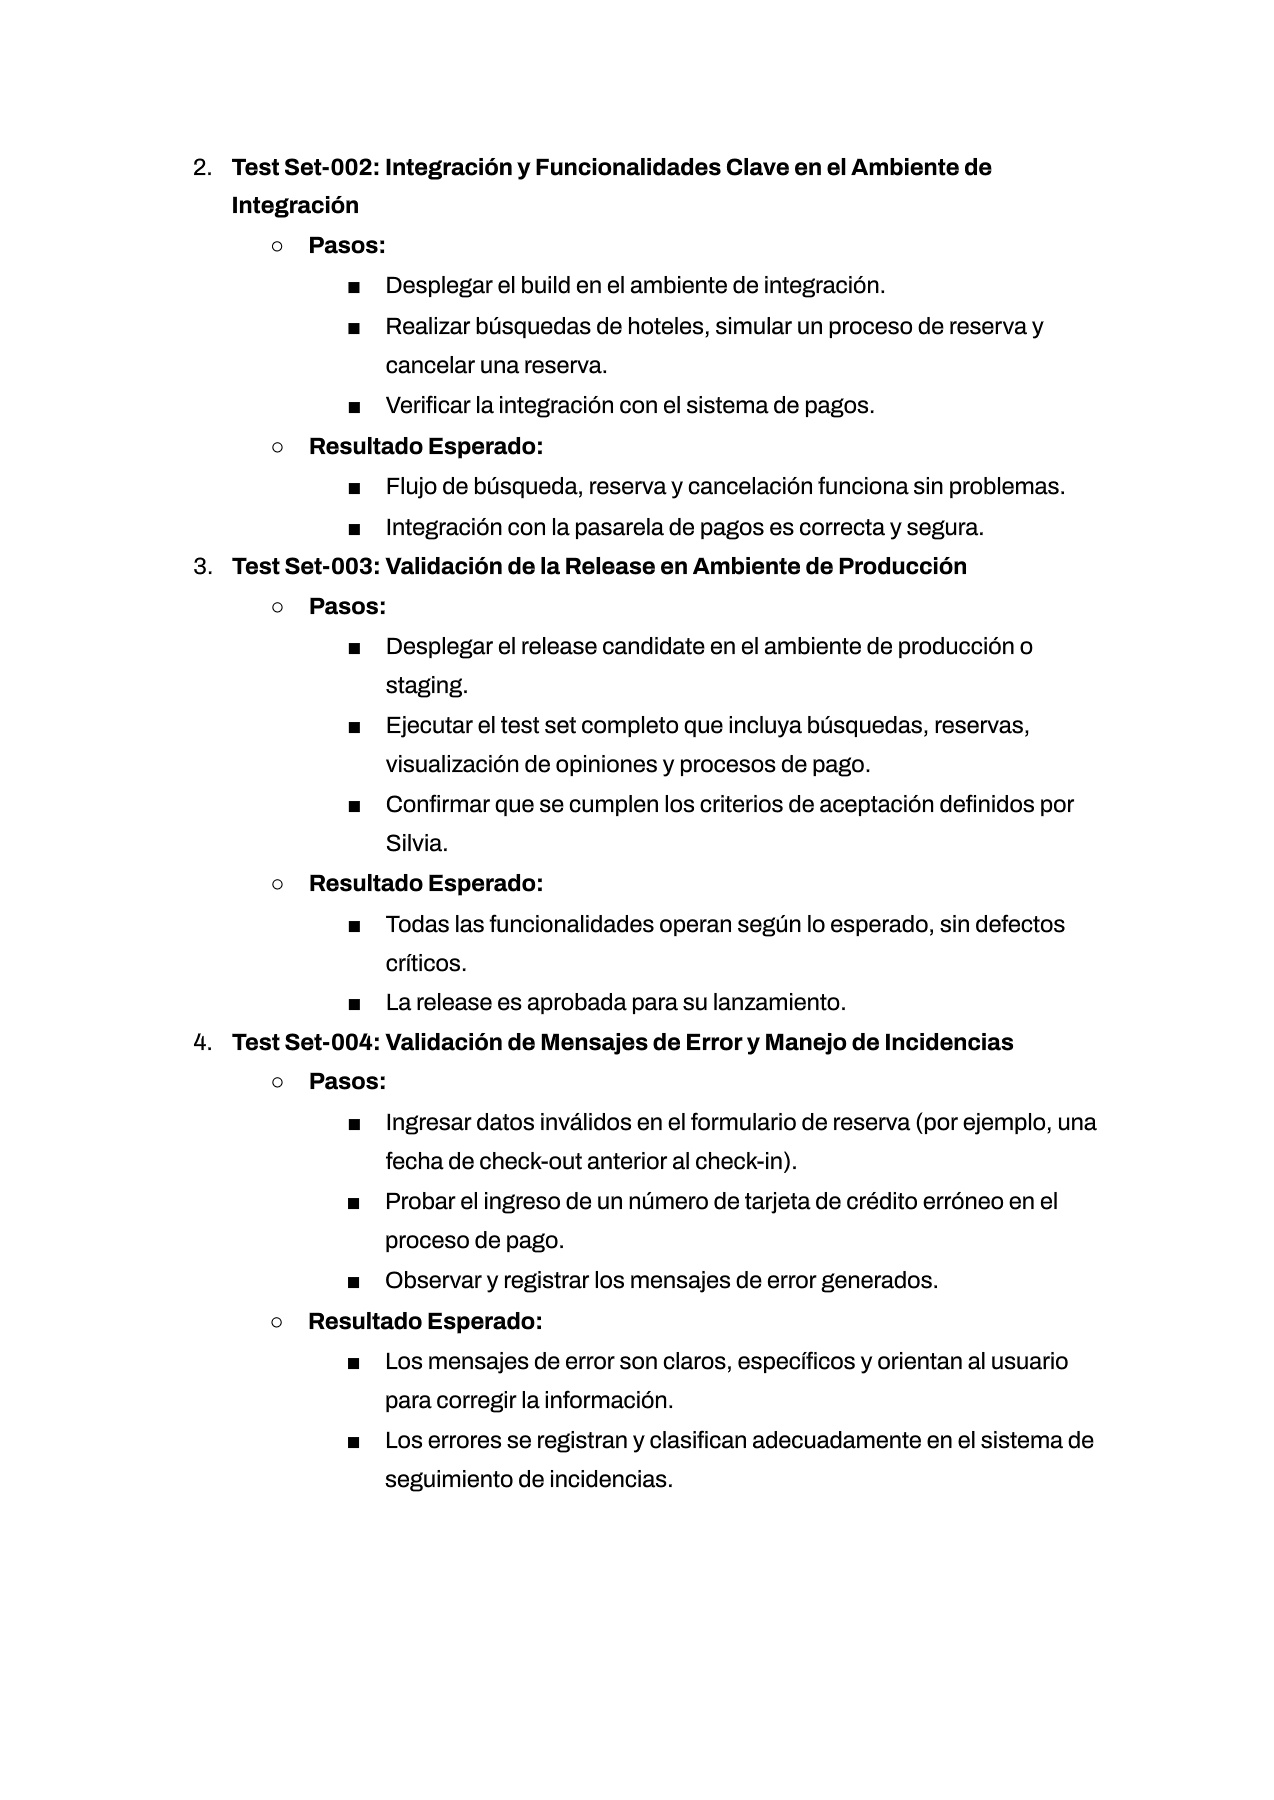 2. Test Set-002: Integración y Funcionalidades Clave en el Ambiente de
Integración
○ Pasos:
■ Desplegar el build en el ambiente de integración.
■ Realizar búsquedas de hoteles, simular un proceso de reserva y
cancelar una reserva.
■ Verificar la integración con el sistema de pagos.
○ Resultado Esperado:
■ Flujo de búsqueda, reserva y cancelación funciona sin problemas.
■ Integración con la pasarela de pagos es correcta y segura.
3. Test Set-003: Validación de la Release en Ambiente de Producción
○ Pasos:
■ Desplegar el release candidate en el ambiente de producción o
staging.
■ Ejecutar el test set completo que incluya búsquedas, reservas,
visualización de opiniones y procesos de pago.
■ Confirmar que se cumplen los criterios de aceptación definidos por
Silvia.
○ Resultado Esperado:
■ Todas las funcionalidades operan según lo esperado, sin defectos
críticos.
■ La release es aprobada para su lanzamiento.
4. Test Set-004: Validación de Mensajes de Error y Manejo de Incidencias
○ Pasos:
■ Ingresar datos inválidos en el formulario de reserva (por ejemplo, una
fecha de check-out anterior al check-in).
■ Probar el ingreso de un número de tarjeta de crédito erróneo en el
proceso de pago.
■ Observar y registrar los mensajes de error generados.
○ Resultado Esperado:
■ Los mensajes de error son claros, específicos y orientan al usuario
para corregir la información.
■ Los errores se registran y clasifican adecuadamente en el sistema de
seguimiento de incidencias.